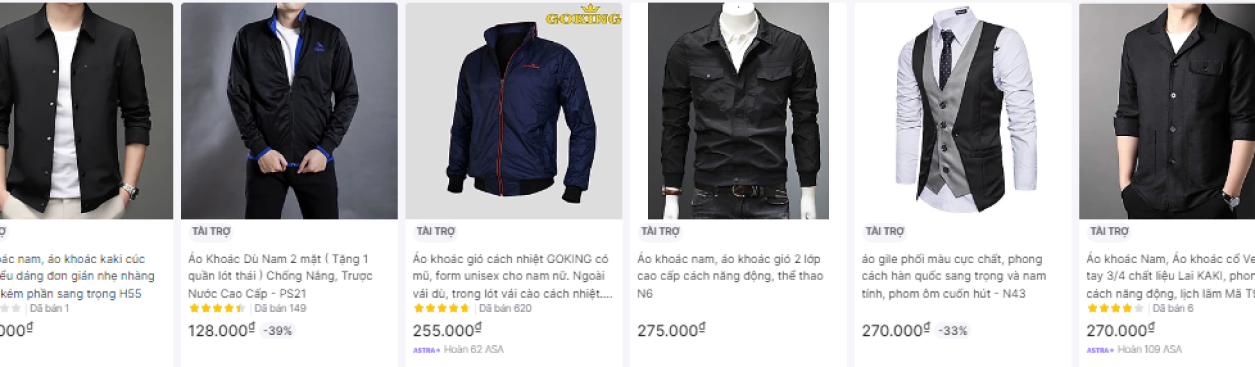 GOKING
TÀI TRỢ
TÀI TRỢ
TÀI TRỢ
TÀI TRỢ
TÀI TRỢ
nam, áo khoác kaki cúc
dáng đơn giản nhẹ nhàng
kém phần sang trọng H55
Đã bán 1
Áo Khoác Dù Nam 2 mặt ( Tặng 1
quần lót thái ) Chống Nắng, Trược
Nước Cao Cấp - PS21
Đã bán 149
128.000₫ -39%
Áo khoác gió cách nhiệt GOKING có
mũ, form unisex cho nam nữ. Ngoài
vải dù, trong lót vải cào cách nhiệt....
Đã bán 620
255.000₫
ASTRA+ Hoàn 62 ASA
Áo khoác nam, áo khoác gió 2 lớp
cao cấp cách năng động, thể thao
N6
275.000₫
áo gile phối màu cực chất, phong
cách hàn quốc sang trọng và nam
tính, phom ôm cuốn hút - N43
270.000₫ -33%
Áo khoác Nam, Áo khoác cổ
tay 3/4 chất liệu Lai KAKI,
cách năng động, lịch lãm Mã
Đã bán 6
270.000₫
ASTRA+ Hoàn 109 ASA